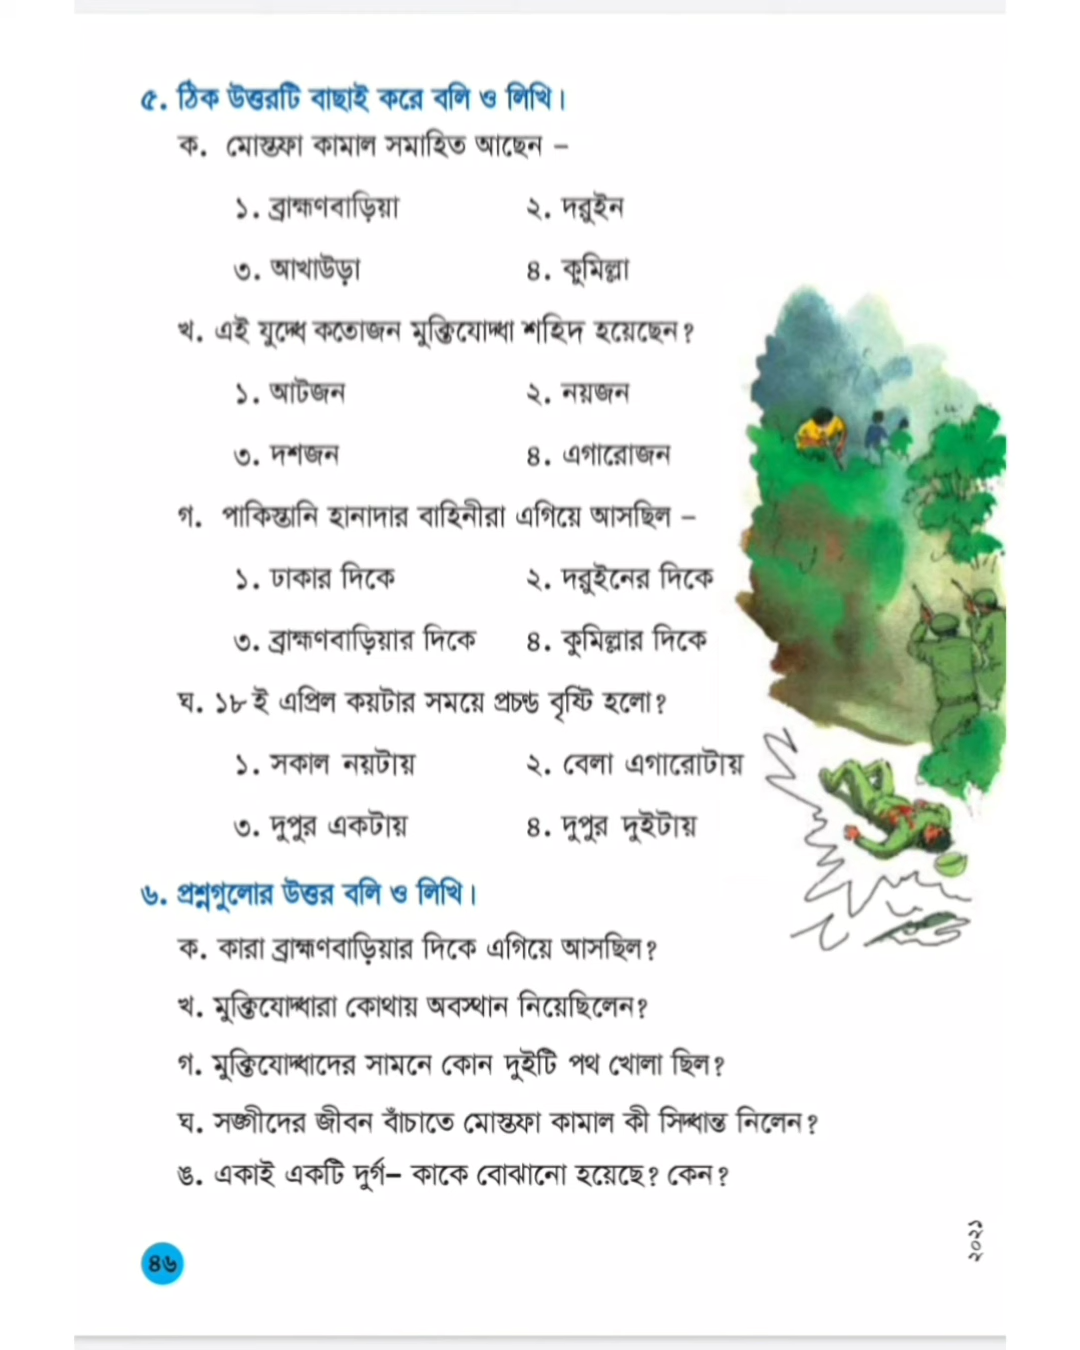 ৫. ঠিক উত্তরটি বাছাই করে বলি ও লিখি।
ক. মোস্তফা কামাল সমাহিত আছেন –
১. ব্রাহ্মণবাড়িয়া ২. দরুইন
৩. আখাউড়া ৪. কুমিল্লা
খ. এই যুদ্ধে কতোজন মুক্তিযোদ্ধা শহিদ হয়েছেন?
১. আটজন ২. নয়জন
৩. দশজন ৪. এগারোজন
গ. পাকিস্তানি হানাদার বাহিনীরা এগিয়ে আসছিল –
১. ঢাকার দিকে ২. দরুইনের দিকে
৩. ব্রাহ্মণবাড়িয়ার দিকে ৪. কুমিল্লার দিকে
ঘ. ১৮ই এপ্রিল কয়টার সময়ে প্রচণ্ড বৃষ্টি হলো?
১. সকাল নয়টায় ২. বেলা এগারোটায়
৩. দুপুর একটায় ৪. দুপুর দুইটায়
৬. প্রশ্নগুলোর উত্তর বলি ও লিখি।
ক. কারা ব্রাহ্মণবাড়িয়ার দিকে এগিয়ে আসছিল?
খ. মুক্তিযোদ্ধারা কোথায় অবস্থান নিয়েছিলেন?
গ. মুক্তিযোদ্ধাদের সামনে কোন দুইটি পথ খোলা ছিল?
ঘ. সঙ্গীদের জীবন বাঁচাতে মোস্তফা কামাল কী সিদ্ধান্ত নিলেন?
ঙ. একাই একটি দুর্গ– কাকে বোঝানো হয়েছে? কেন?
৪৬
২০২১